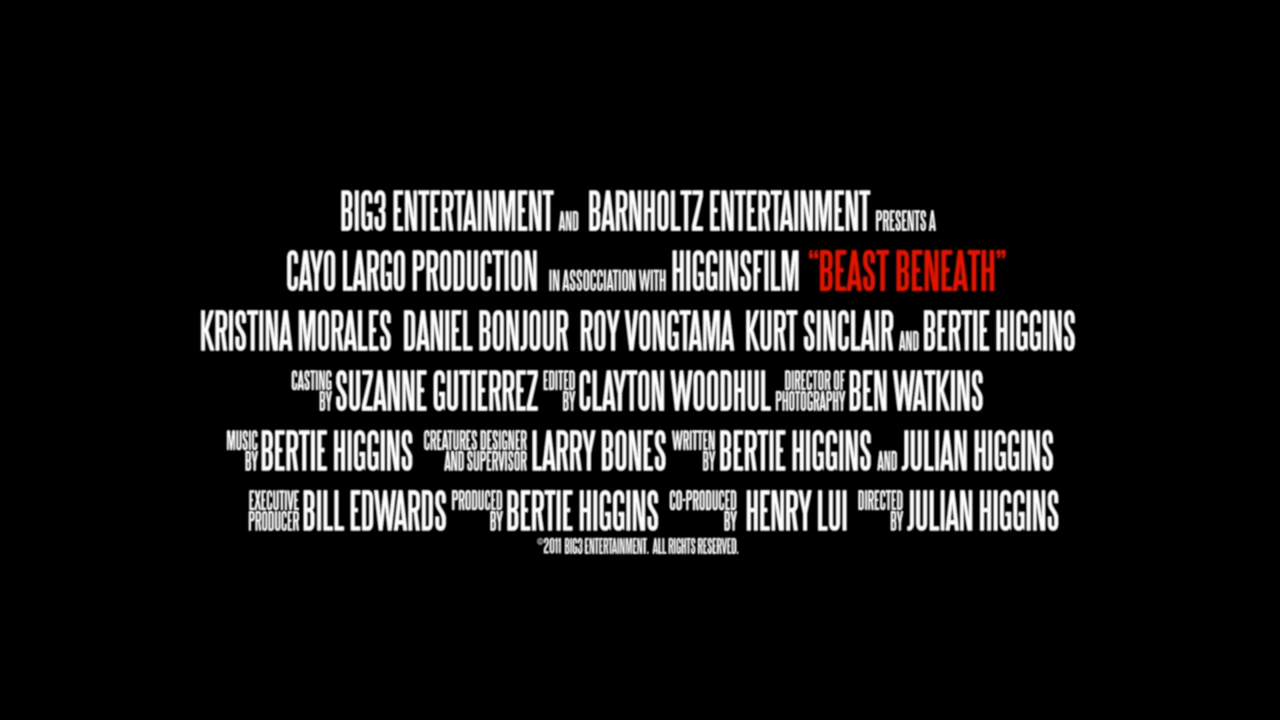 BIG3 ENTERTAINMENT AND BARNHOLTZ ENTERTAINMENT PRESENTS A
CAYO LARGO PRODUCTION IN ASSOCCIATION WITH HIGGINSFILM “BEAST BENEATH”
KRISTINA MORALES DANIEL BONJOUR ROY VONGTAMA KURT SINCLAIR AND BERTIE HIGGINS
CASTING BY SUZANNE GUTIERREZ EDITED BY CLAYTON WOODHUL DIRECTOR OF PHOTOGRAPHY BEN WATKINS
MUSIC BY BERTIE HIGGINS CREATURES DESIGNER AND SUPERVISOR LARRY BONES WRITTEN BY BERTIE HIGGINS AND JULIAN HIGGINS
EXECUTIVE PRODUCER BILL EDWARDS PRODUCED BY BERTIE HIGGINS CO-PRODUCED BY HENRY LUI DIRECTED BY JULIAN HIGGINS
©2011 BIG3 ENTERTAINMENT. ALL RIGHTS RESERVED.